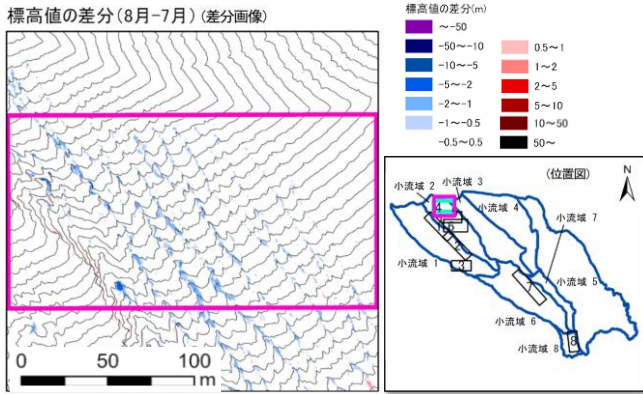 標高値の差分(8月-7月) (差分画像)
標高値の差分(m)
～-50
-50～-10
-10～-5
-5～-2
-2～-1
-1～-0.5
-0.5～0.5
0.5～1
1～2
2～5
5～10
10～50
50～
0 50 100
m
(位置図)
N
小流域 2
小流域 3
小流域 4
小流域 7
小流域 1
小流域 5
小流域 6
小流域 8
4
2
3
7
8